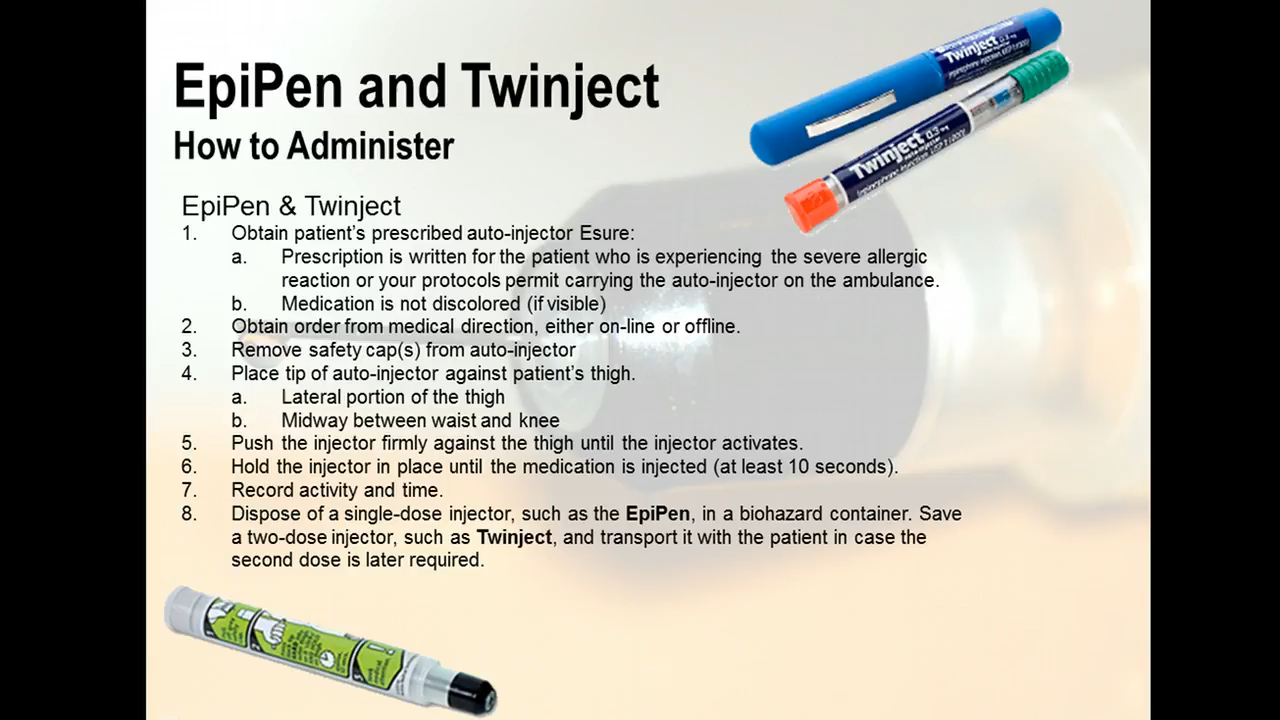 EpiPen and Twinject
How to Administer
EpiPen & Twinject
1. Obtain patient's prescribed auto-injector Esure:
a. Prescription is written for the patient who is experiencing the severe allergic
reaction or your protocols permit carrying the auto-injector on the ambulance.
b. Medication is not discolored (if visible)
2. Obtain order from medical direction, either on-line or offline.
3. Remove safety cap(s) from auto-injector
4. Place tip of auto-injector against patient's thigh.
a. Lateral portion of the thigh
b. Midway between waist and knee
5. Push the injector firmly against the thigh until the injector activates.
6. Hold the injector in place until the medication is injected (at least 10 seconds).
7. Record activity and time.
8. Dispose of a single-dose injector, such as the EpiPen, in a biohazard container. Save
a two-dose injector, such as Twinject, and transport it with the patient in case the
second dose is later required.
Twinject 0.3 mg
Twinject 0.3 mg